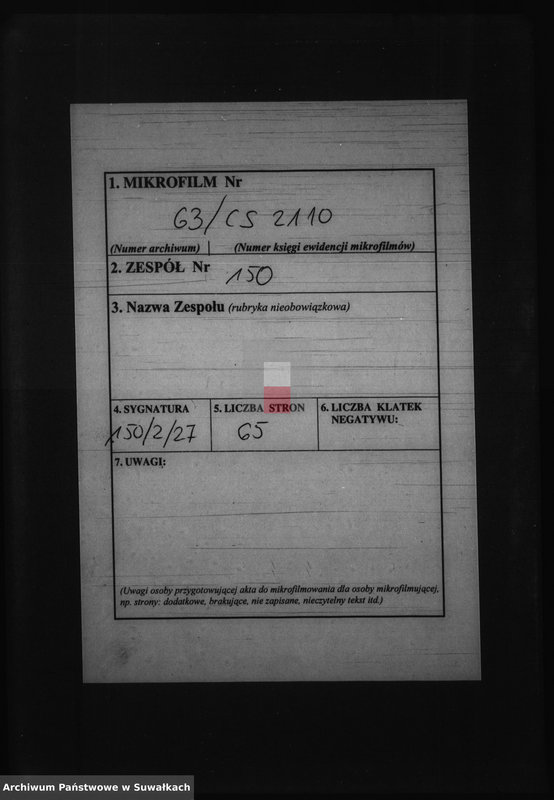 1. MIKROFILM Nr
63/CS 2110
(Numer archiwum) (Numer księgi ewidencji mikrofilmów)
2. ZESPÓŁ Nr
150
3. Nazwa Zespołu (rubryka nieobowiązkowa)
4. SYGNATURA
150/2/27
5. LICZBA STRON
65
6. LICZBA KLATEK
NEGATYWU:
7. UWAGI:
(Uwagi osoby przygotowującej akta do mikrofilmowania dla osoby mikrofilmującej,
np. strony: dodatkowe, brakujące, nie zapisane, nieczytelny tekst itd.)
Archiwum Państwowe w Suwałkach